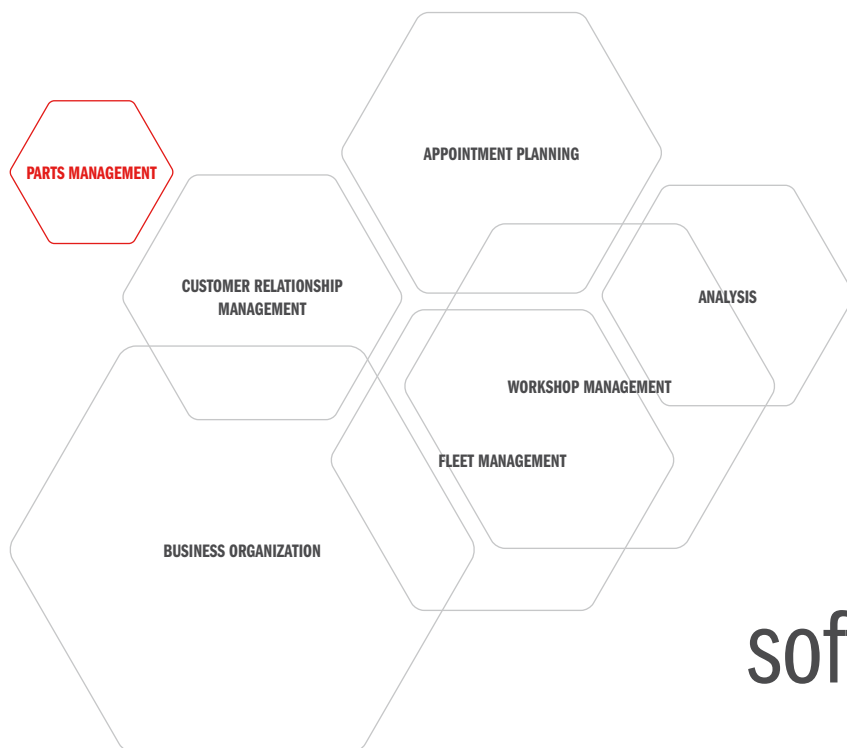 APPOINTMENT PLANNING
PARTS MANAGEMENT
CUSTOMER RELATIONSHIP
MANAGEMENT
ANALYSIS
WORKSHOP MANAGEMENT
FLEET MANAGEMENT
BUSINESS ORGANIZATION
sof